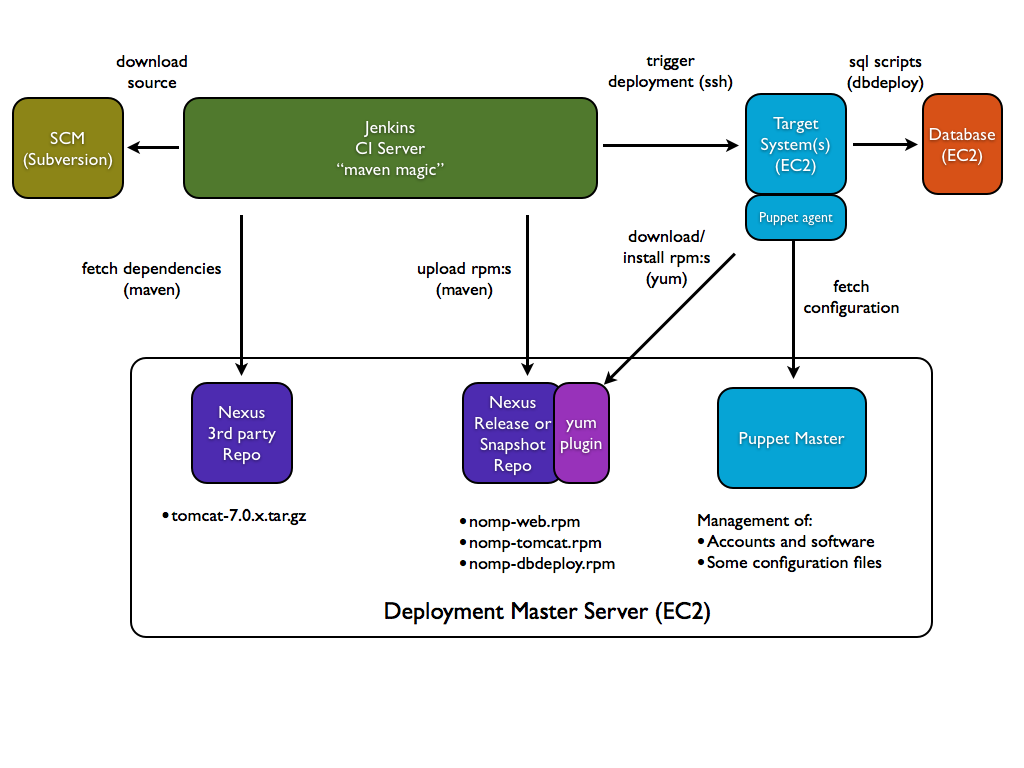 download
source
trigger
deployment (ssh)
sql scripts
(dbdeploy)
SCM
(Subversion)
Jenkins
CI Server
“maven magic”
Target
System(s)
(EC2)
Database
(EC2)
Puppet agent
fetch dependencies
(maven)
upload rpm:s
(maven)
download/
install rpm:s
(yum)
fetch
configuration
Nexus
3rd party
Repo
Nexus
Release or
Snapshot
Repo
yum
plugin
Puppet Master
•tomcat-7.0.x.tar.gz
•nomp-web.rpm
•nomp-tomcat.rpm
•nomp-dbdeploy.rpm
Management of:
•Accounts and software
•Some configuration files
Deployment Master Server (EC2)